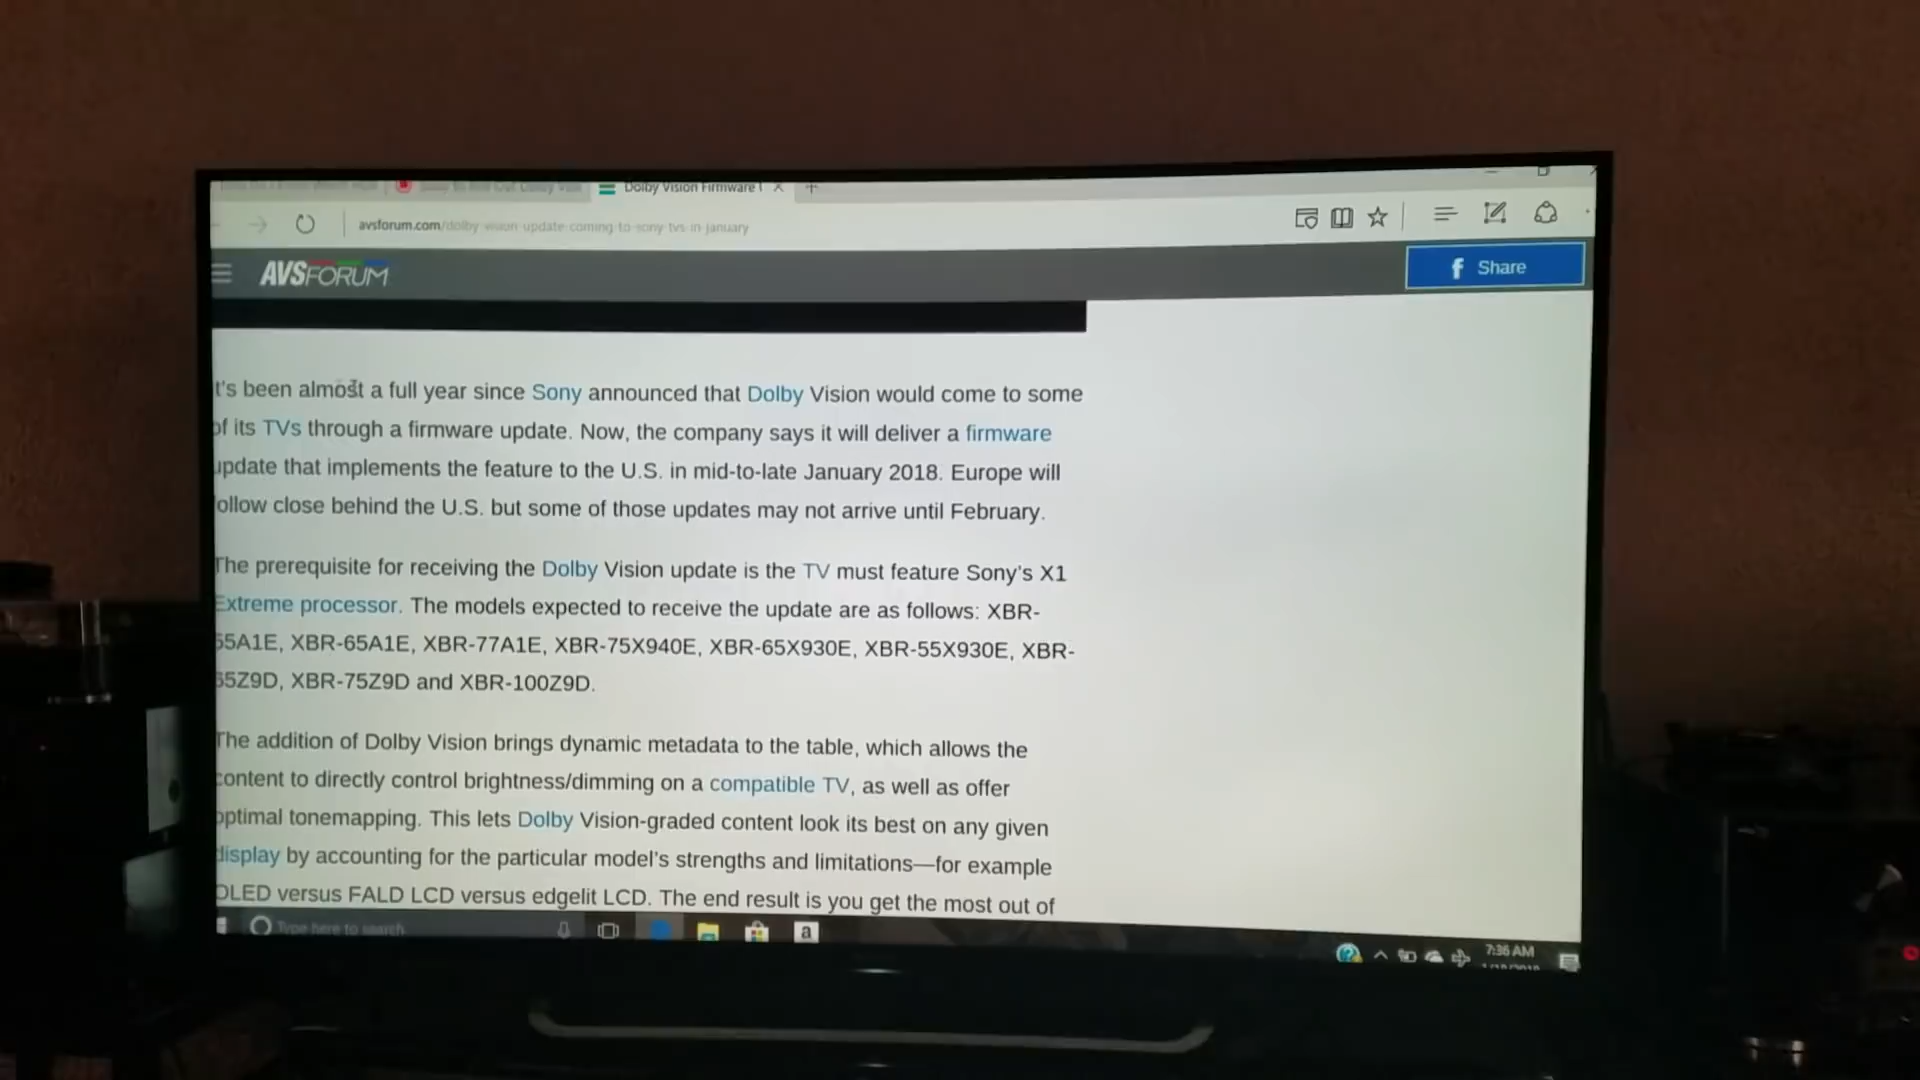 Dolby Vision Firmware
avsforum.com/dolby-vision-update-coming-to-sony-tvs-in-january
AVSFORUM
f Share
t's been almost a full year since Sony announced that Dolby Vision would come to some
of its TVs through a firmware update. Now, the company says it will deliver a firmware
update that implements the feature to the U.S. in mid-to-late January 2018. Europe will
ollow close behind the U.S. but some of those updates may not arrive until February.
The prerequisite for receiving the Dolby Vision update is the TV must feature Sony's X1
Extreme processor. The models expected to receive the update are as follows: XBR-
55A1E, XBR-65A1E, XBR-77A1E, XBR-75X940E, XBR-65X930E, XBR-55X930E, XBR-
65Z9D, XBR-75Z9D and XBR-100Z9D.
The addition of Dolby Vision brings dynamic metadata to the table, which allows the
content to directly control brightness/dimming on a compatible TV, as well as offer
optimal tonemapping. This lets Dolby Vision-graded content look its best on any given
display by accounting for the particular model's strengths and limitations—for example
OLED versus FALD LCD versus edgelit LCD. The end result is you get the most out of
Type here to search
a
7:36 AM